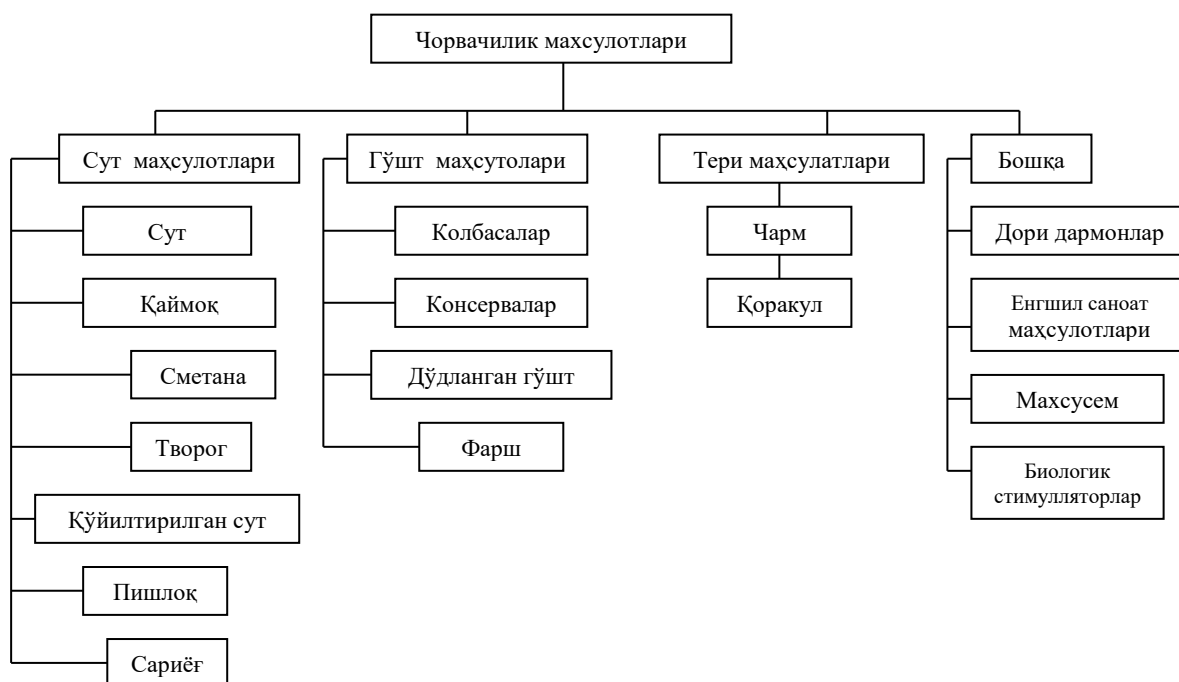 Чорвачилик махсулотлари
Сут маҳсулотлари
Сут
Қаймоқ
Сметана
Творог
Қўйилтирилган сут
Пишлоқ
Сариёғ
Гўшт маҳсутолари
Колбасалар
Консервалар
Дўдланган гўшт
Фарш
Тери маҳсулатлари
Чарм
Қоракул
Бошқа
Дори дармонлар
Енгшил саноат
маҳсулотлари
Махсусем
Биологик
стимулляторлар